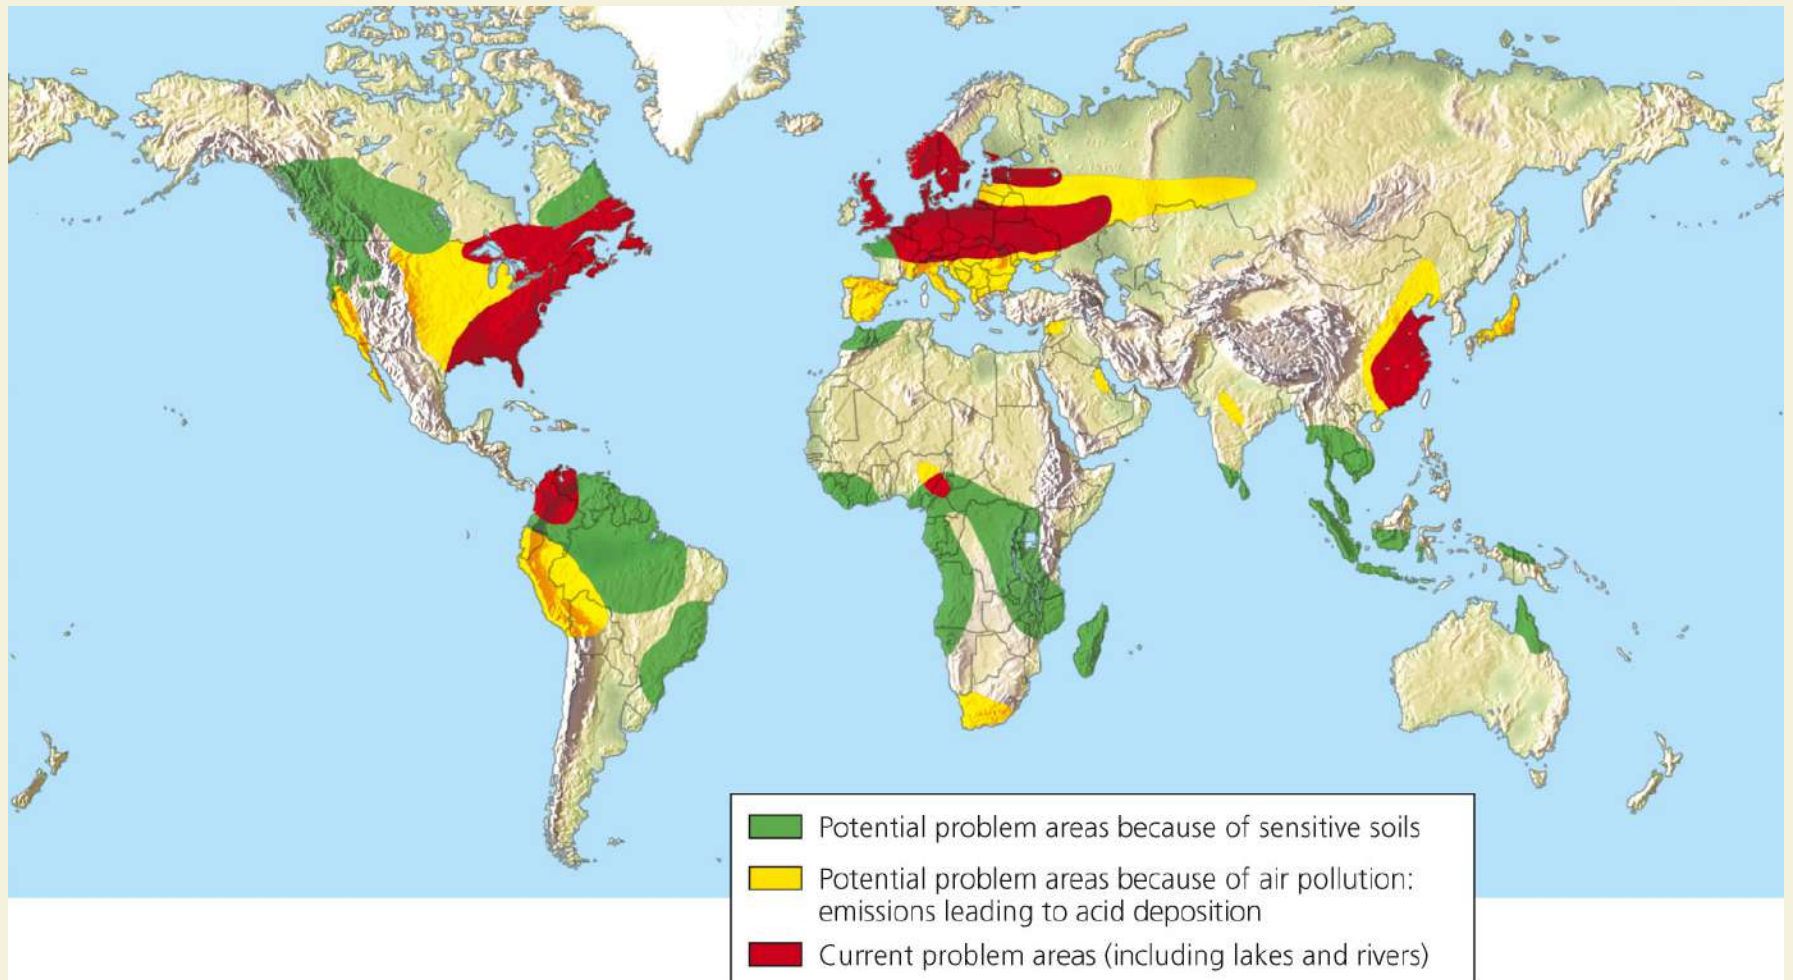 Potential problem areas because of sensitive soils
Potential problem areas because of air pollution:
emissions leading to acid deposition
Current problem areas (including lakes and rivers)